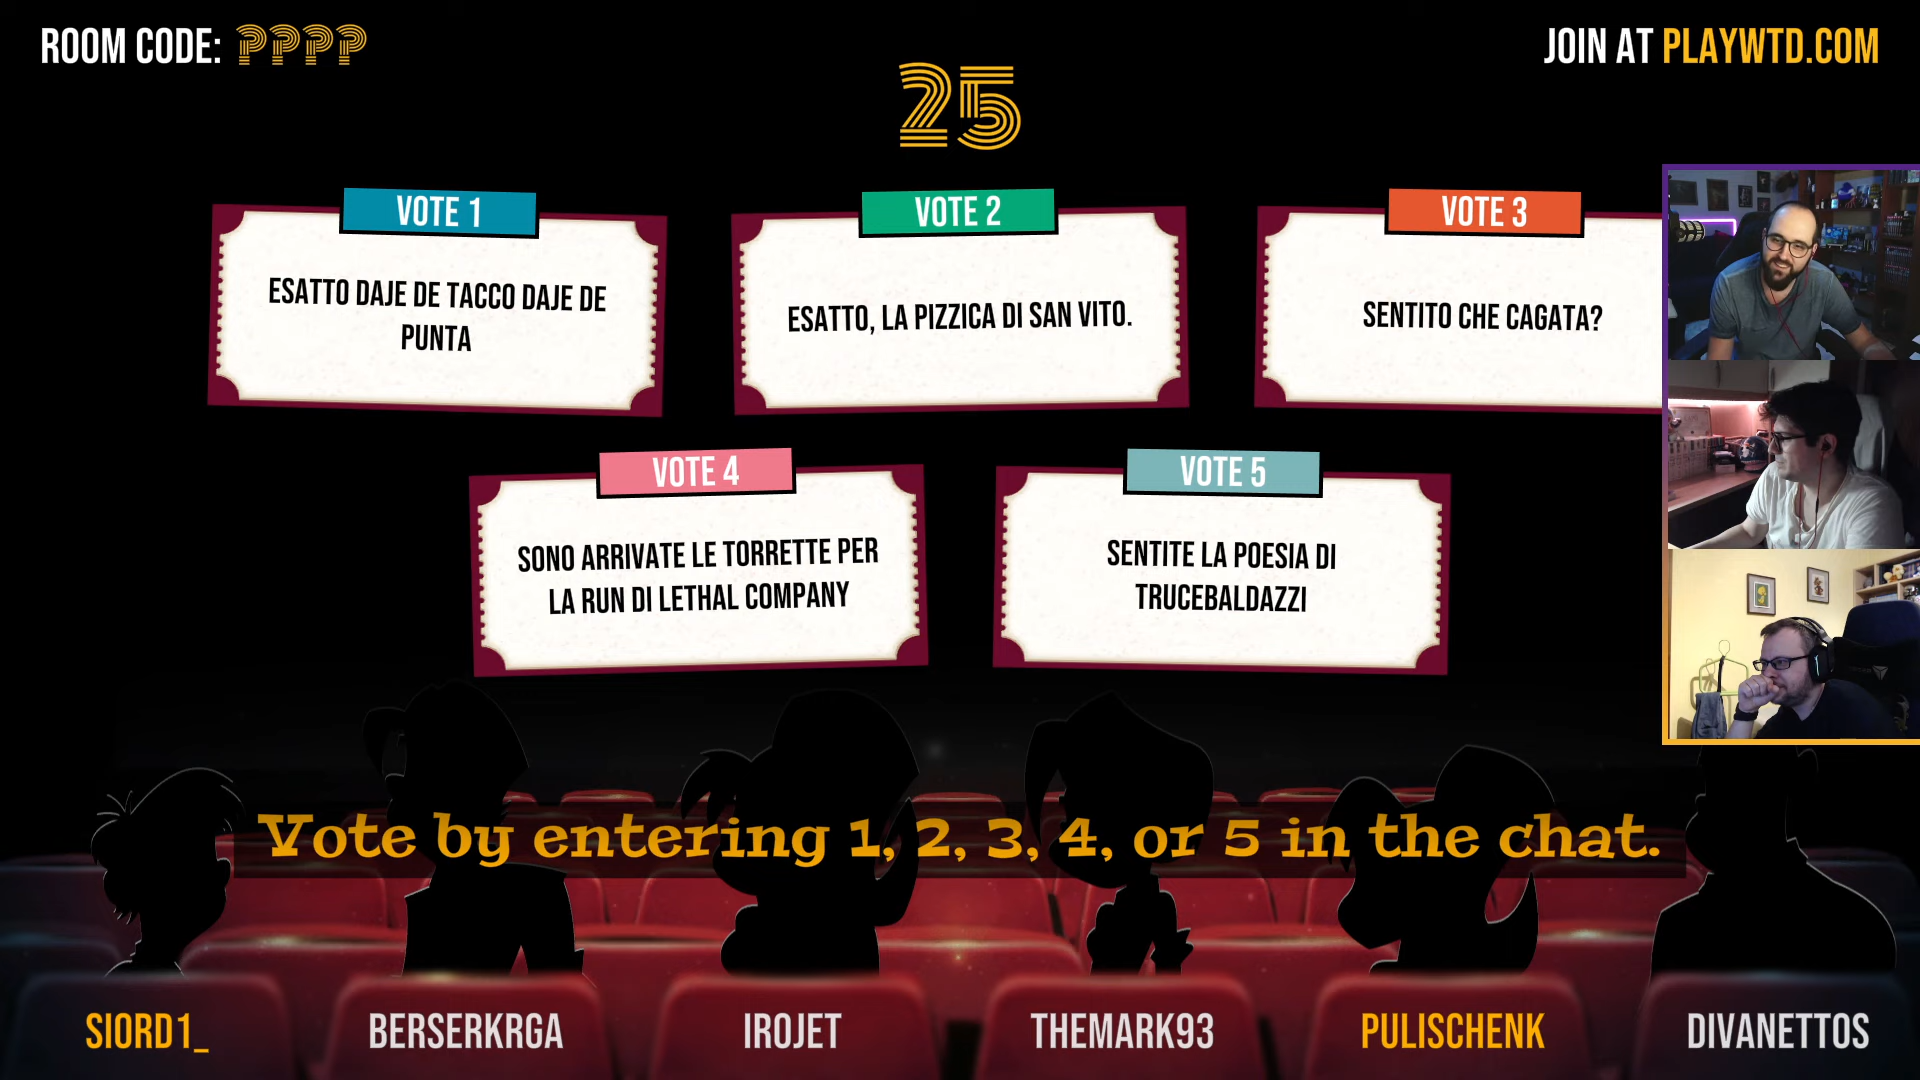 ROOM CODE: ????
JOIN AT PLAYWTD.COM
25
VOTE 1
ESATTO DAJE DE TACCO DAJE DE
PUNTA
VOTE 2
ESATTO, LA PIZZICA DI SAN VITO.
VOTE 3
SENTITO CHE CAGATA?
VOTE 4
SONO ARRIVATE LE TORRETTE PER
LA RUN DI LETHAL COMPANY
VOTE 5
SENTITE LA POESIA DI
TRUCEBALDAZZI
Vote by entering 1, 2, 3, 4, or 5 in the chat.
SIORD1_
BERSERKRGA
IROJET
THEMARK93
PULISCHENK
DIVANETTOS